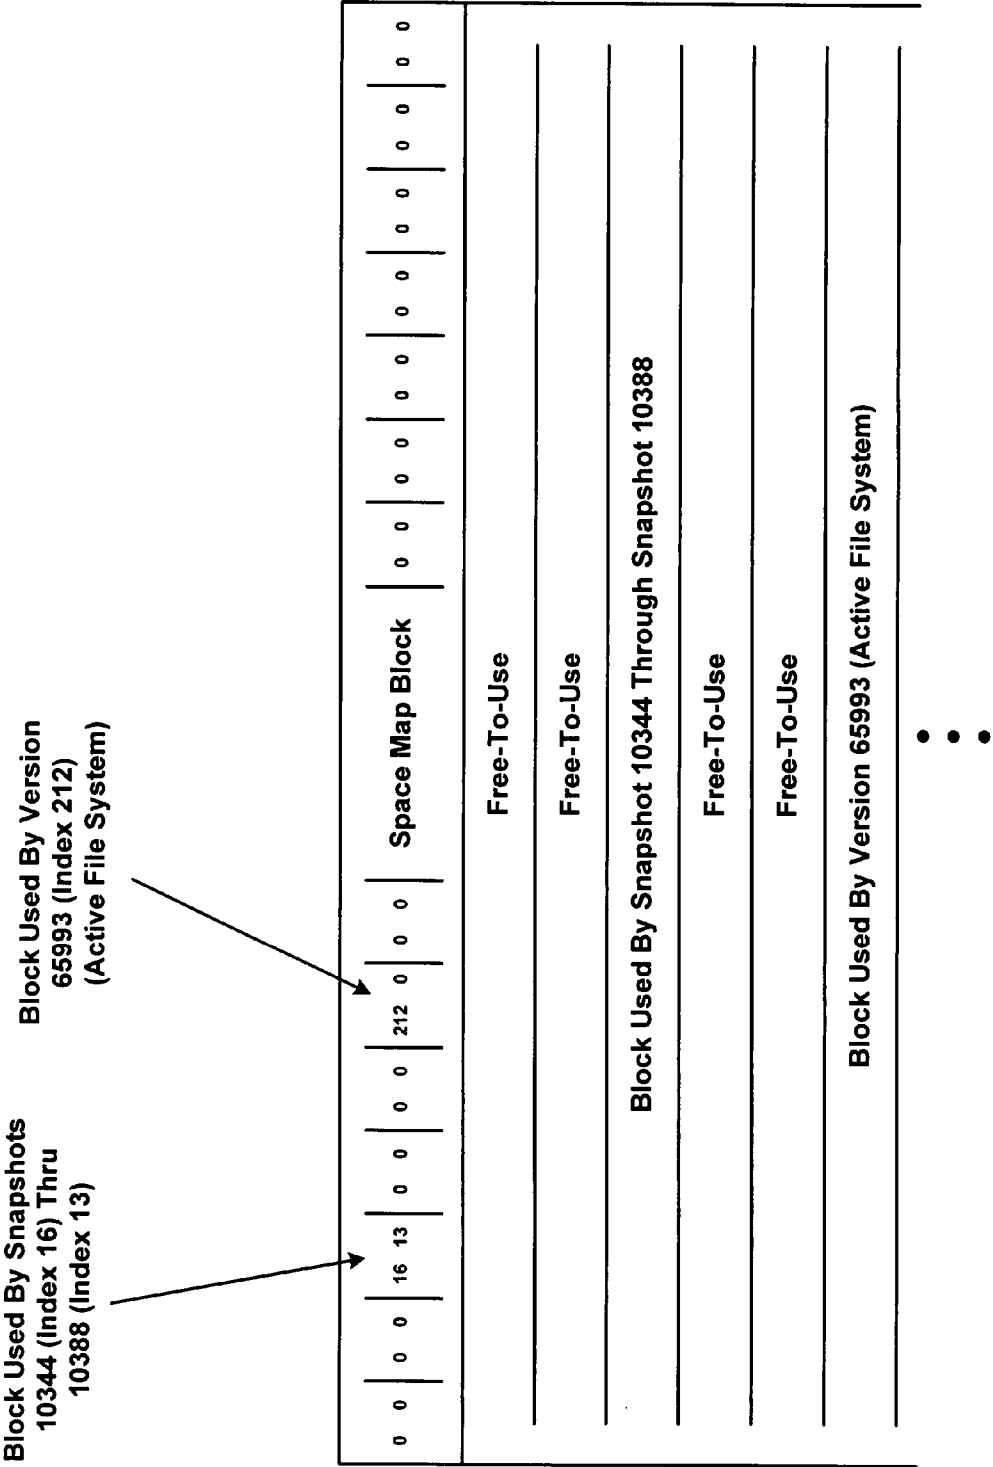 Block Used By Snapshots
10344 (Index 16) Thru
10388 (Index 13)
Block Used By Version
65993 (Index 212)
(Active File System)
0 0 0 0 16 13 0 0 0 0 212 0 0 0 Space Map Block 0 0 0 0 0 0 0 0 0 0 0 0 0 0
Free-To-Use
Free-To-Use
Block Used By Snapshot 10344 Through Snapshot 10388
Free-To-Use
Free-To-Use
Block Used By Version 65993 (Active File System)